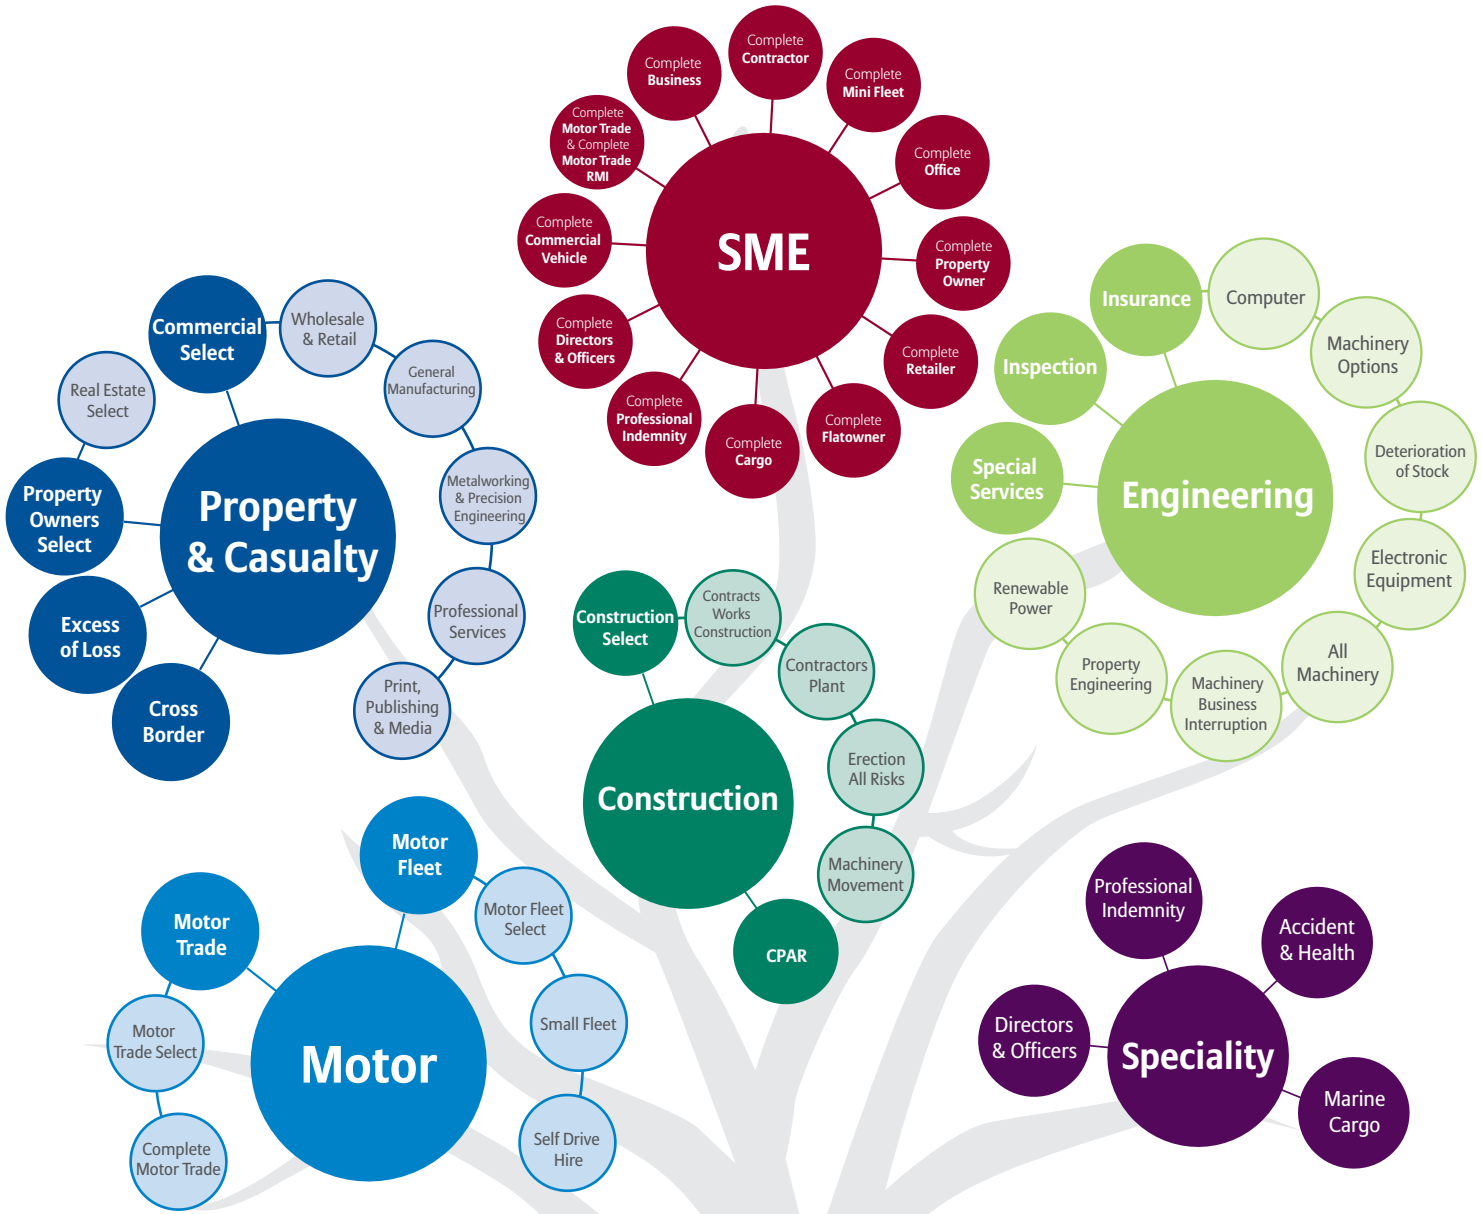 SME
Complete
Contractor
Complete
Mini Fleet
Complete
Office
Complete
Property
Owner
Complete
Retailer
Complete
Flatowner
Complete
Cargo
Complete
Professional
Indemnity
Complete
Directors
& Officers
Complete
Commercial
Vehicle
Complete
Motor Trade
& Complete
Motor Trade
RMI
Complete
Business
Property
& Casualty
Commercial
Select
Wholesale
& Retail
General
Manufacturing
Metalworking
& Precision
Engineering
Professional
Services
Print,
Publishing
& Media
Real Estate
Select
Property
Owners
Select
Excess
of Loss
Cross
Border
Engineering
Insurance
Computer
Machinery
Options
Deterioration
of Stock
Electronic
Equipment
All
Machinery
Machinery
Business
Interruption
Property
Engineering
Renewable
Power
Inspection
Special
Services
Construction
Construction
Select
Contracts
Works
Construction
Contractors
Plant
Erection
All Risks
Machinery
Movement
CPAR
Motor
Motor
Fleet
Motor Fleet
Select
Small Fleet
Self Drive
Hire
Motor
Trade
Motor
Trade Select
Complete
Motor Trade
Speciality
Professional
Indemnity
Accident
& Health
Directors
& Officers
Marine
Cargo